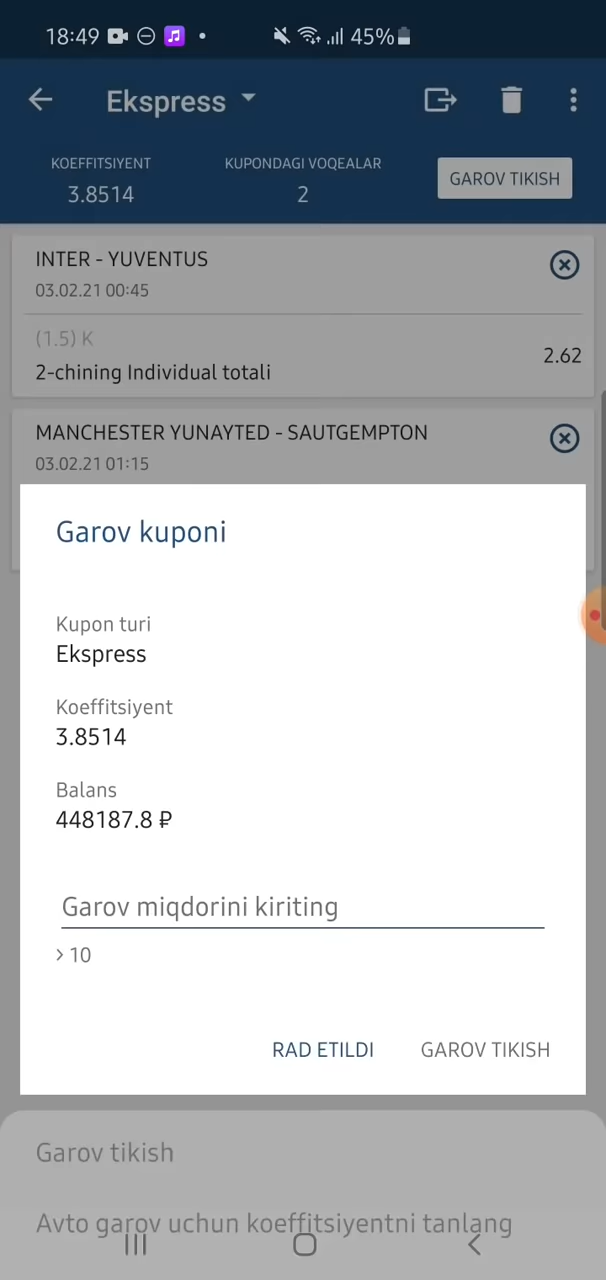 18:49 45%
Ekspress
KOEFFITSIYENT KUPONDAGI VOQEALAR GAROV TIKISH
3.8514 2
INTER - YUVENTUS
03.02.21 00:45
(1.5) K
2.62
2-chining Individual totali
MANCHESTER YUNAYTED - SAUTGEMPTON
03.02.21 01:15
Garov kuponi
Kupon turi
Ekspress
Koeffitsiyent
3.8514
Balans
448187.8 ₽
Garov miqdorini kiriting
> 10
RAD ETILDI GAROV TIKISH
Garov tikish
Avto garov uchun koeffitsiyentni tanlang